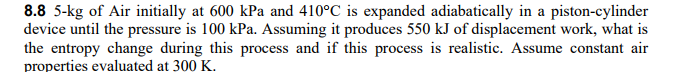 8.8 5-kg of Air initially at 600 kPa and 410°C is expanded adiabatically in a piston-cylinder
device until the pressure is 100 kPa. Assuming it produces 550 kJ of displacement work, what is
the entropy change during this process and if this process is realistic. Assume constant air
properties evaluated at 300 K.